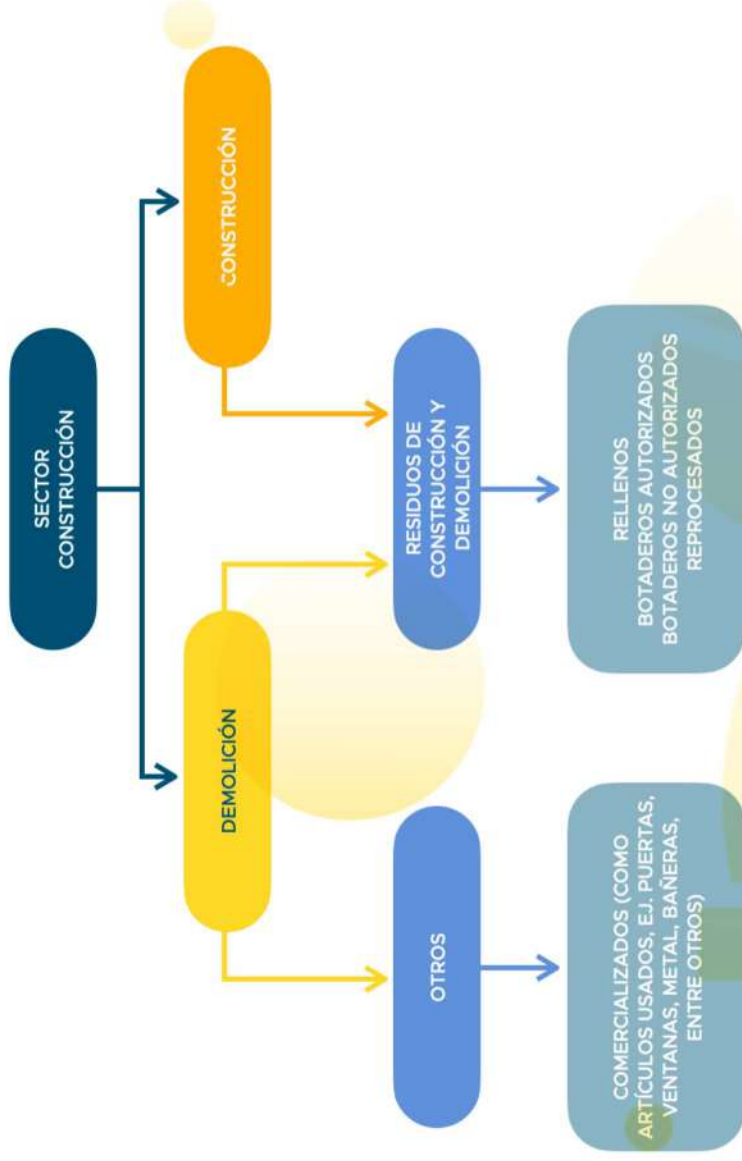 SECTOR
CONSTRUCCIÓN
DEMOLICIÓN
CONSTRUCCIÓN
OTROS
RESIDUOS DE
CONSTRUCCIÓN Y
DEMOLICIÓN
COMERCIALIZADOS (COMO
ARTÍCULOS USADOS, EJ. PUERTAS,
VENTANAS, METAL, BAÑERAS,
ENTRE OTROS)
RELLENOS
BOTADEROS AUTORIZADOS
BOTADEROS NO AUTORIZADOS
REPROCESADOS